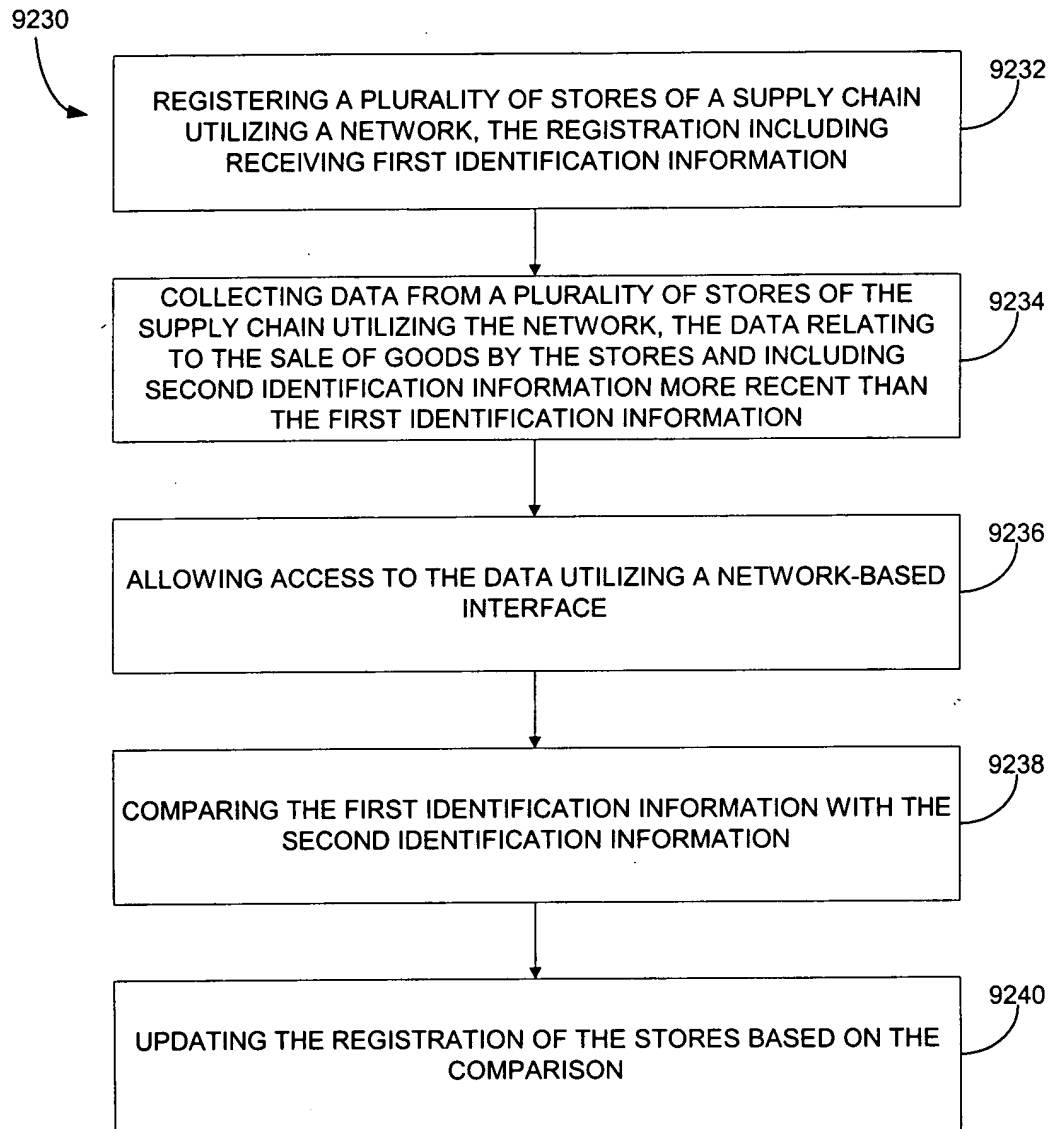 9230
9232
REGISTERING A PLURALITY OF STORES OF A SUPPLY CHAIN
UTILIZING A NETWORK, THE REGISTRATION INCLUDING
RECEIVING FIRST IDENTIFICATION INFORMATION
9234
COLLECTING DATA FROM A PLURALITY OF STORES OF THE
SUPPLY CHAIN UTILIZING THE NETWORK, THE DATA RELATING
TO THE SALE OF GOODS BY THE STORES AND INCLUDING
SECOND IDENTIFICATION INFORMATION MORE RECENT THAN
THE FIRST IDENTIFICATION INFORMATION
9236
ALLOWING ACCESS TO THE DATA UTILIZING A NETWORK-BASED
INTERFACE
9238
COMPARING THE FIRST IDENTIFICATION INFORMATION WITH THE
SECOND IDENTIFICATION INFORMATION
9240
UPDATING THE REGISTRATION OF THE STORES BASED ON THE
COMPARISON